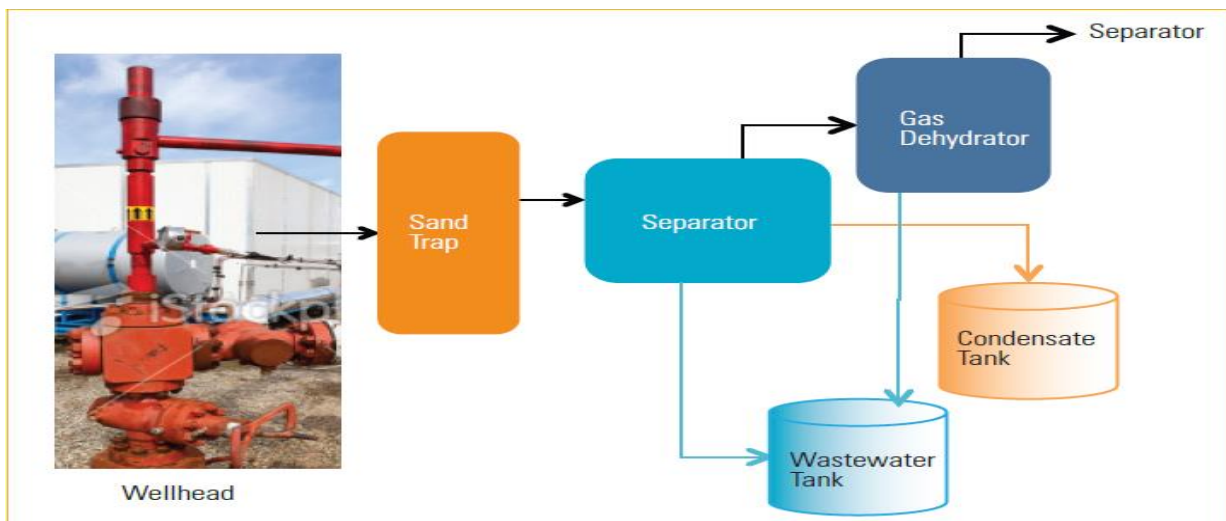 Separator
Gas
Dehydrator
Sand
Trap
Separator
Condensate
Tank
Wastewater
Tank
Wellhead